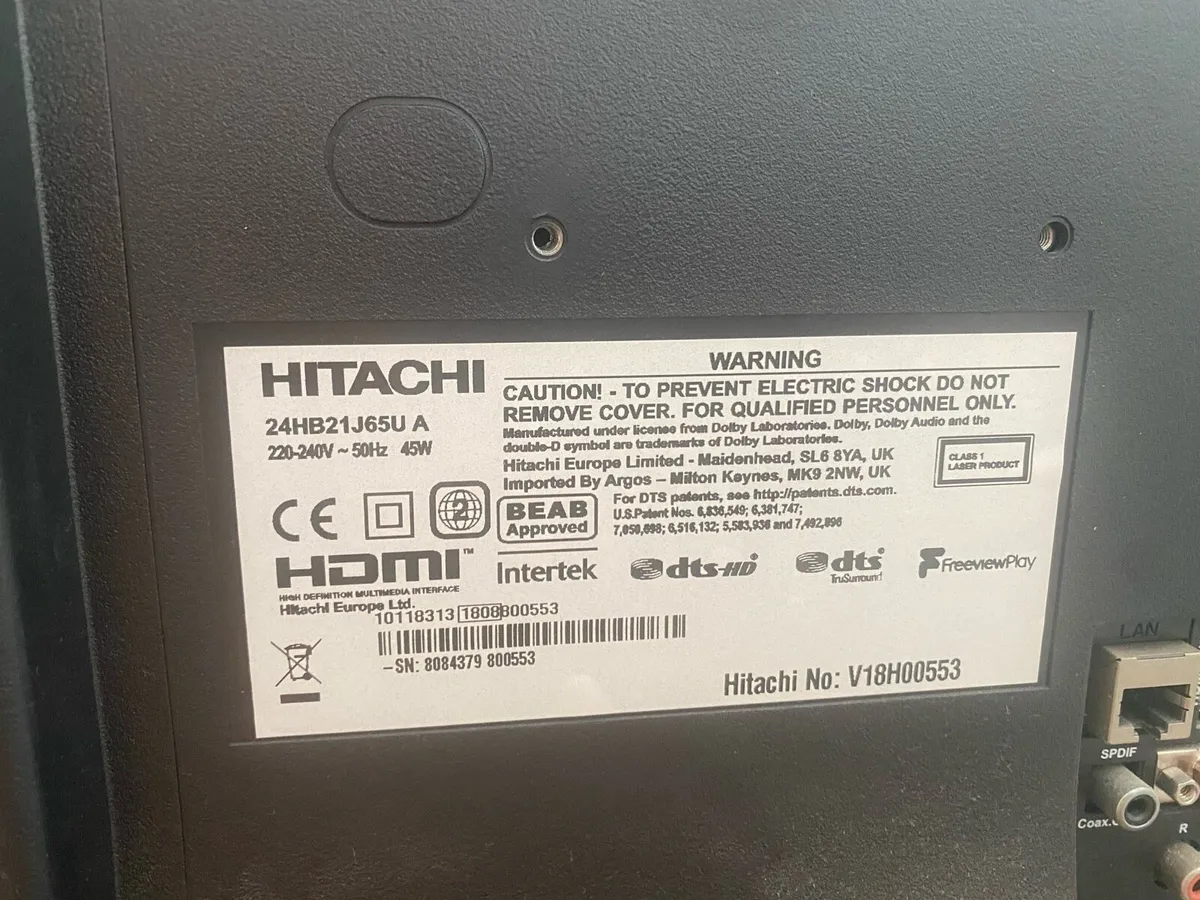 HITACHI
24HB21J65U A
220-240V ~ 50Hz 45W
WARNING
CAUTION! - TO PREVENT ELECTRIC SHOCK DO NOT
REMOVE COVER. FOR QUALIFIED PERSONNEL ONLY.
Manufactured under license from Dolby Laboratories. Dolby, Dolby Audio and the
double-D symbol are trademarks of Dolby Laboratories.
Hitachi Europe Limited - Maidenhead, SL6 8YA, UK
Imported By Argos – Milton Keynes, MK9 2NW, UK
CLASS 1
LASER PRODUCT
For DTS patents, see http://patents.dts.com.
U.S.Patent Nos. 6,836,549; 6,381,747;
7,050,698; 6,516,132; 5,583,936 and 7,492,896
CE
2
BEAB
Approved
Intertek
HDMI™
HIGH DEFINITION MULTIMEDIA INTERFACE
dts-HD
dts
TruSurround
FreeviewPlay
Hitachi Europe Ltd.
10118313 1808 800553
–SN: 8084379 800553
Hitachi No: V18H00553
LAN
SPDIF
R